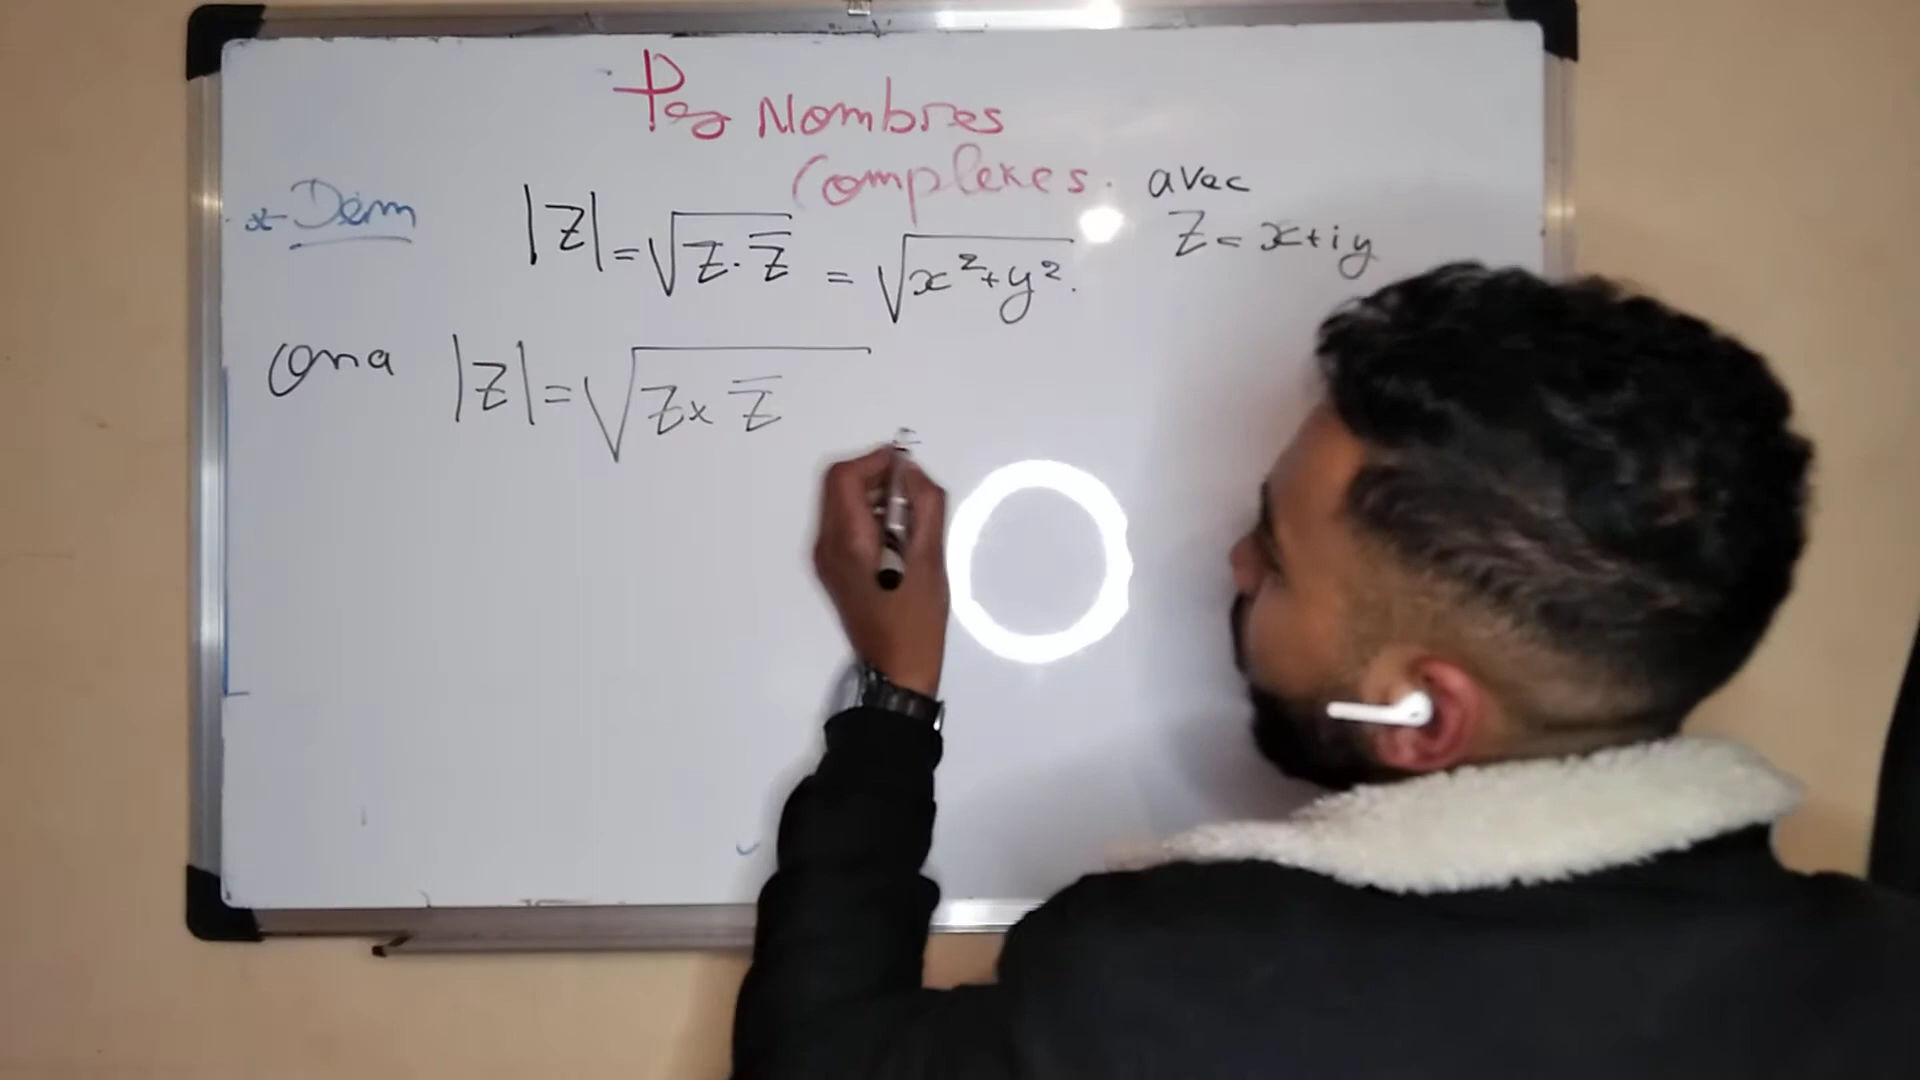 Les Nombres
Complexes.
avec
z = x + iy
* Dém
|z| = √(z . z̅) = √(x² + y²).
On a |z| = √(z × z̅) =